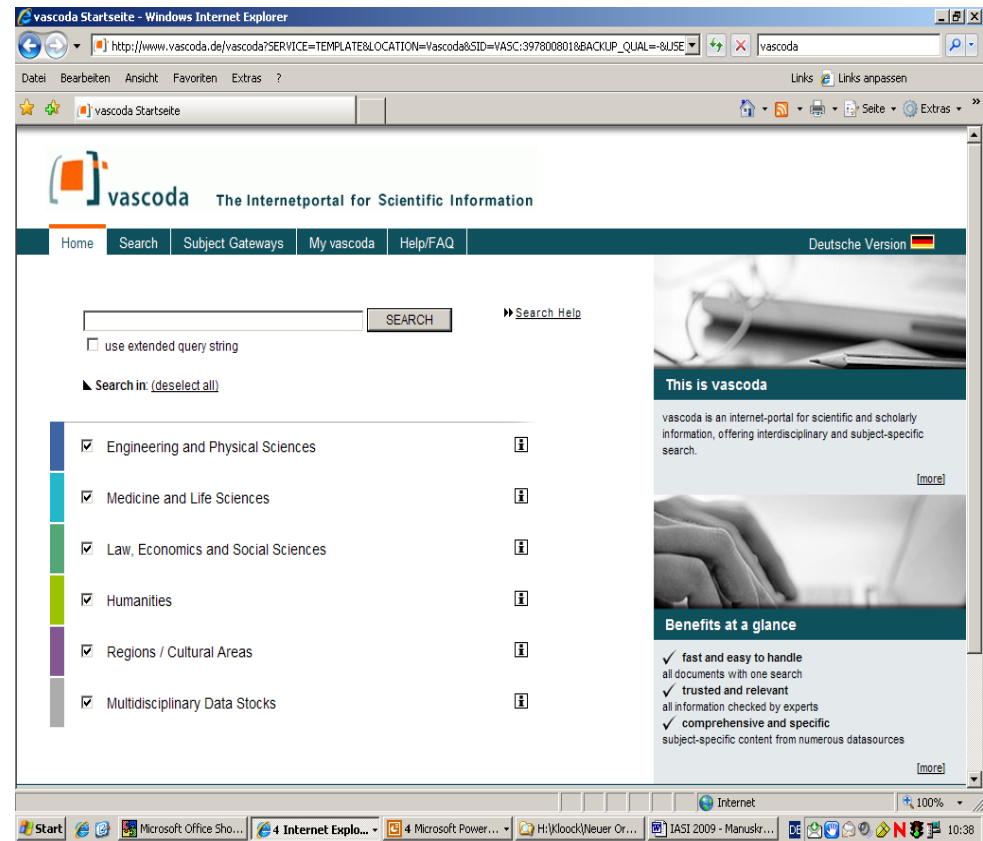 vascoda Startseite - Windows Internet Explorer
http://www.vascoda.de/vascoda?SERVICE=TEMPLATE&LOCATION=Vascoda&SID=VASC:397800801&BACKUP_QUAL=-&USE
vascoda
Datei Bearbeiten Ansicht Favoriten Extras ?
Links Links anpassen
vascoda Startseite
Seite Extras »
vascoda The Internetportal for Scientific Information
Home Search Subject Gateways My vascoda Help/FAQ
Deutsche Version
SEARCH
Search Help
use extended query string
Search in: (deselect all)
Engineering and Physical Sciences
Medicine and Life Sciences
Law, Economics and Social Sciences
Humanities
Regions / Cultural Areas
Multidisciplinary Data Stocks
This is vascoda
vascoda is an internet-portal for scientific and scholarly
information, offering interdisciplinary and subject-specific
search.
[more]
Benefits at a glance
fast and easy to handle
all documents with one search
trusted and relevant
all information checked by experts
comprehensive and specific
subject-specific content from numerous datasources
[more]
Internet 100%
Start Microsoft Office Sho... 4 Internet Explo... 4 Microsoft Power... H:\Kloock\Neuer Or... IASI 2009 - Manuskr... DE N 10:38